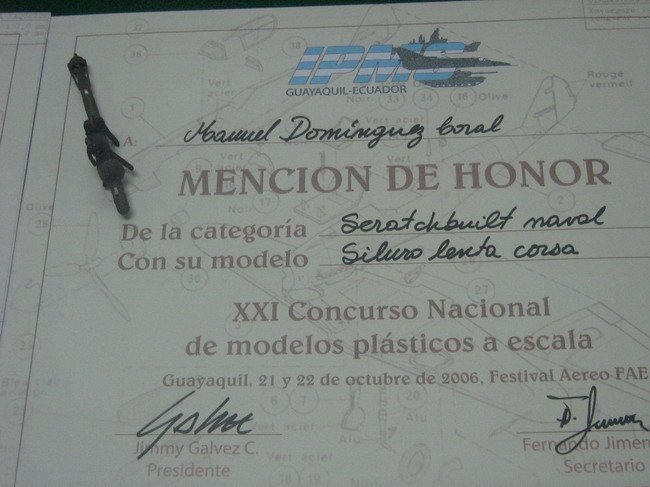 IPMS
GUAYAQUIL-ECUADOR
A: Manuel Domínguez Coral
MENCION DE HONOR
De la categoría Scratchbuilt naval
Con su modelo Siluro lenta corsa
XXI Concurso Nacional
de modelos plásticos a escala
Guayaquil, 21 y 22 de octubre de 2006, Festival Aereo FAE
Jimmy Galvez C. Fernando Jimen
Presidente Secretario